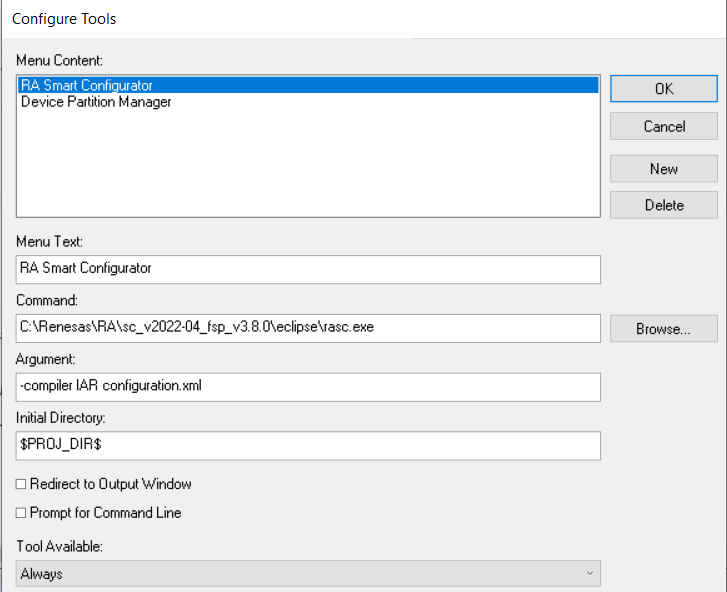 Configure Tools
Menu Content:
RA Smart Configurator
Device Partition Manager
OK
Cancel
New
Delete
Menu Text:
RA Smart Configurator
Command:
C:\Renesas\RA\sc_v2022-04_fsp_v3.8.0\eclipse\rasc.exe
Browse...
Argument:
-compiler IAR configuration.xml
Initial Directory:
$PROJ_DIR$
Redirect to Output Window
Prompt for Command Line
Tool Available:
Always